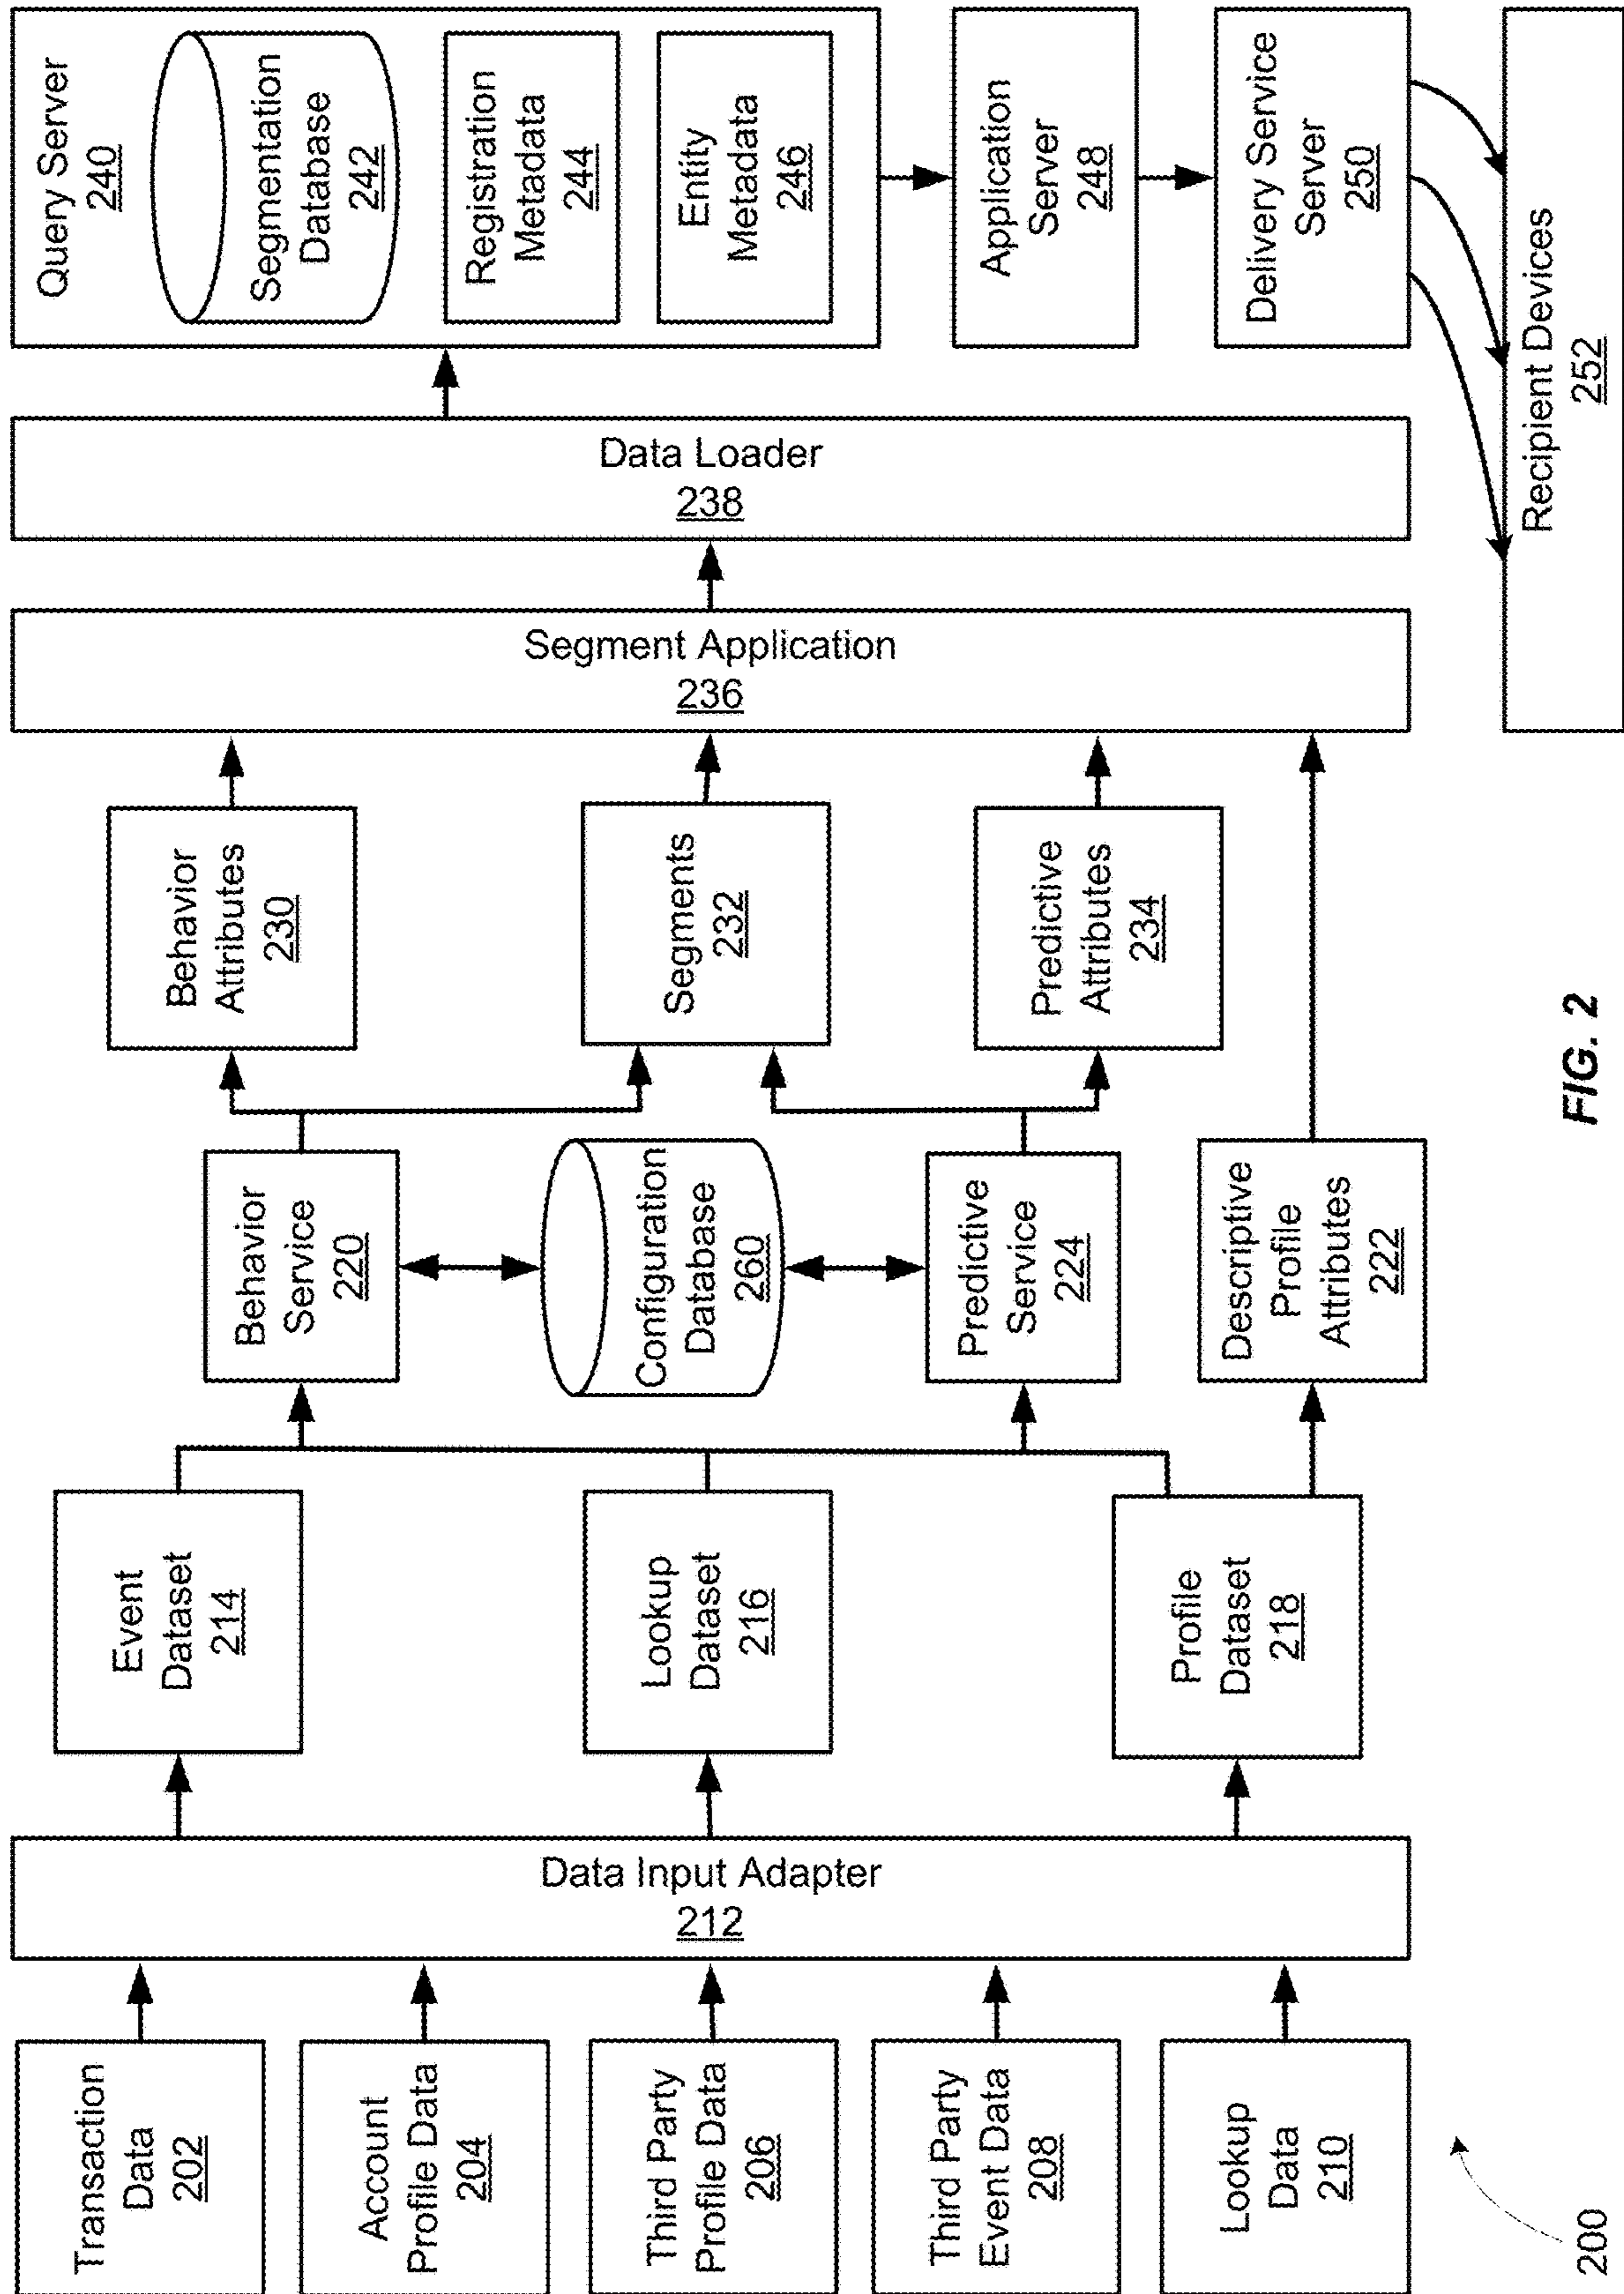 Transaction
Data
202
Account
Profile Data
204
Third Party
Profile Data
206
Third Party
Event Data
208
Lookup
Data
210
Data Input Adapter
212
Event
Dataset
214
Lookup
Dataset
216
Profile
Dataset
218
Behavior
Service
220
Configuration
Database
260
Predictive
Service
224
Descriptive
Profile
Attributes
222
Behavior
Attributes
230
Segments
232
Predictive
Attributes
234
Segment Application
236
Data Loader
238
Query Server
240
Segmentation
Database
242
Registration
Metadata
244
Entity
Metadata
246
Application
Server
248
Delivery Service
Server
250
Recipient Devices
252
200
FIG. 2